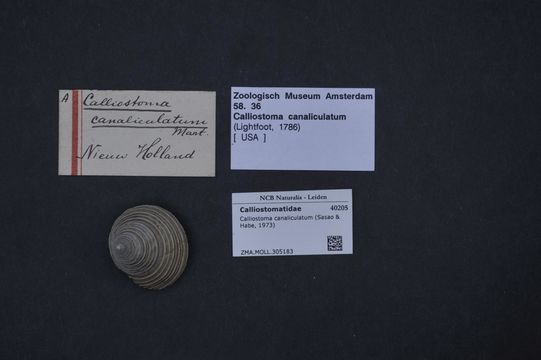 A
Calliostoma
canaliculatum
Mart.
Nieuw Holland
Zoologisch Museum Amsterdam
58. 36
Calliostoma canaliculatum
(Lightfoot, 1786)
[ USA ]
NCB Naturalis - Leiden
Calliostomatidae 40205
Calliostoma canaliculatum (Sasao &
Habe, 1973)
ZMA.MOLL.305183